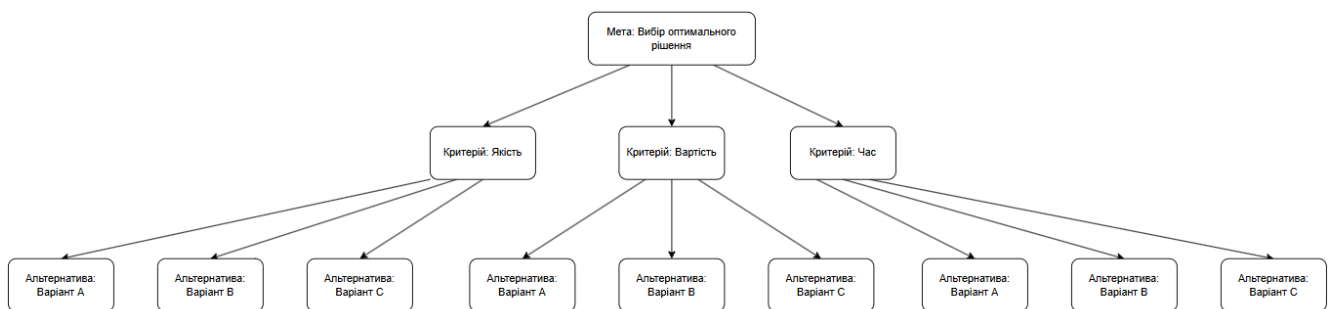 Мета: Вибір оптимального
рішення
Критерій: Якість
Критерій: Вартість
Критерій: Час
Альтернатива:
Варіант A
Альтернатива:
Варіант B
Альтернатива:
Варіант C
Альтернатива:
Варіант A
Альтернатива:
Варіант B
Альтернатива:
Варіант C
Альтернатива:
Варіант A
Альтернатива:
Варіант B
Альтернатива:
Варіант C